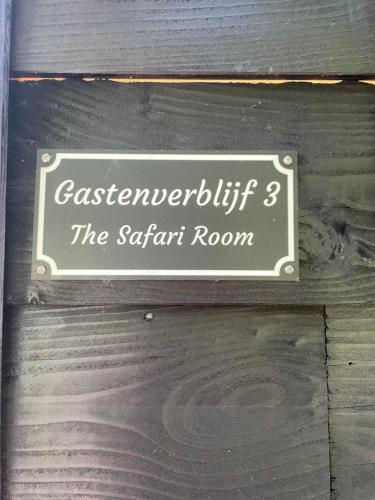 Gastenverblijf 3
The Safari Room